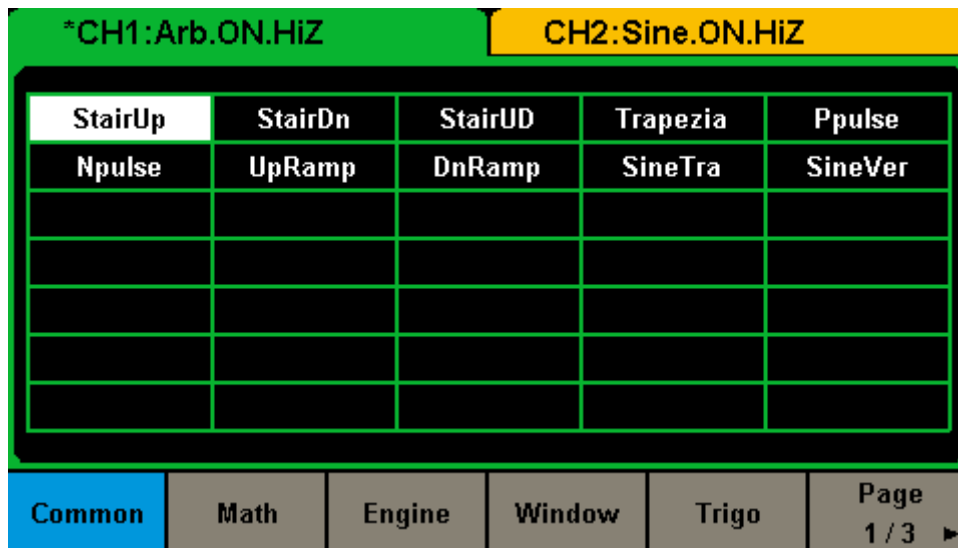 *CH1:Arb.ON.HiZ CH2:Sine.ON.HiZ
StairUp StairDn StairUD Trapezia Ppulse
Npulse UpRamp DnRamp SineTra SineVer
Common Math Engine Window Trigo Page
1/3